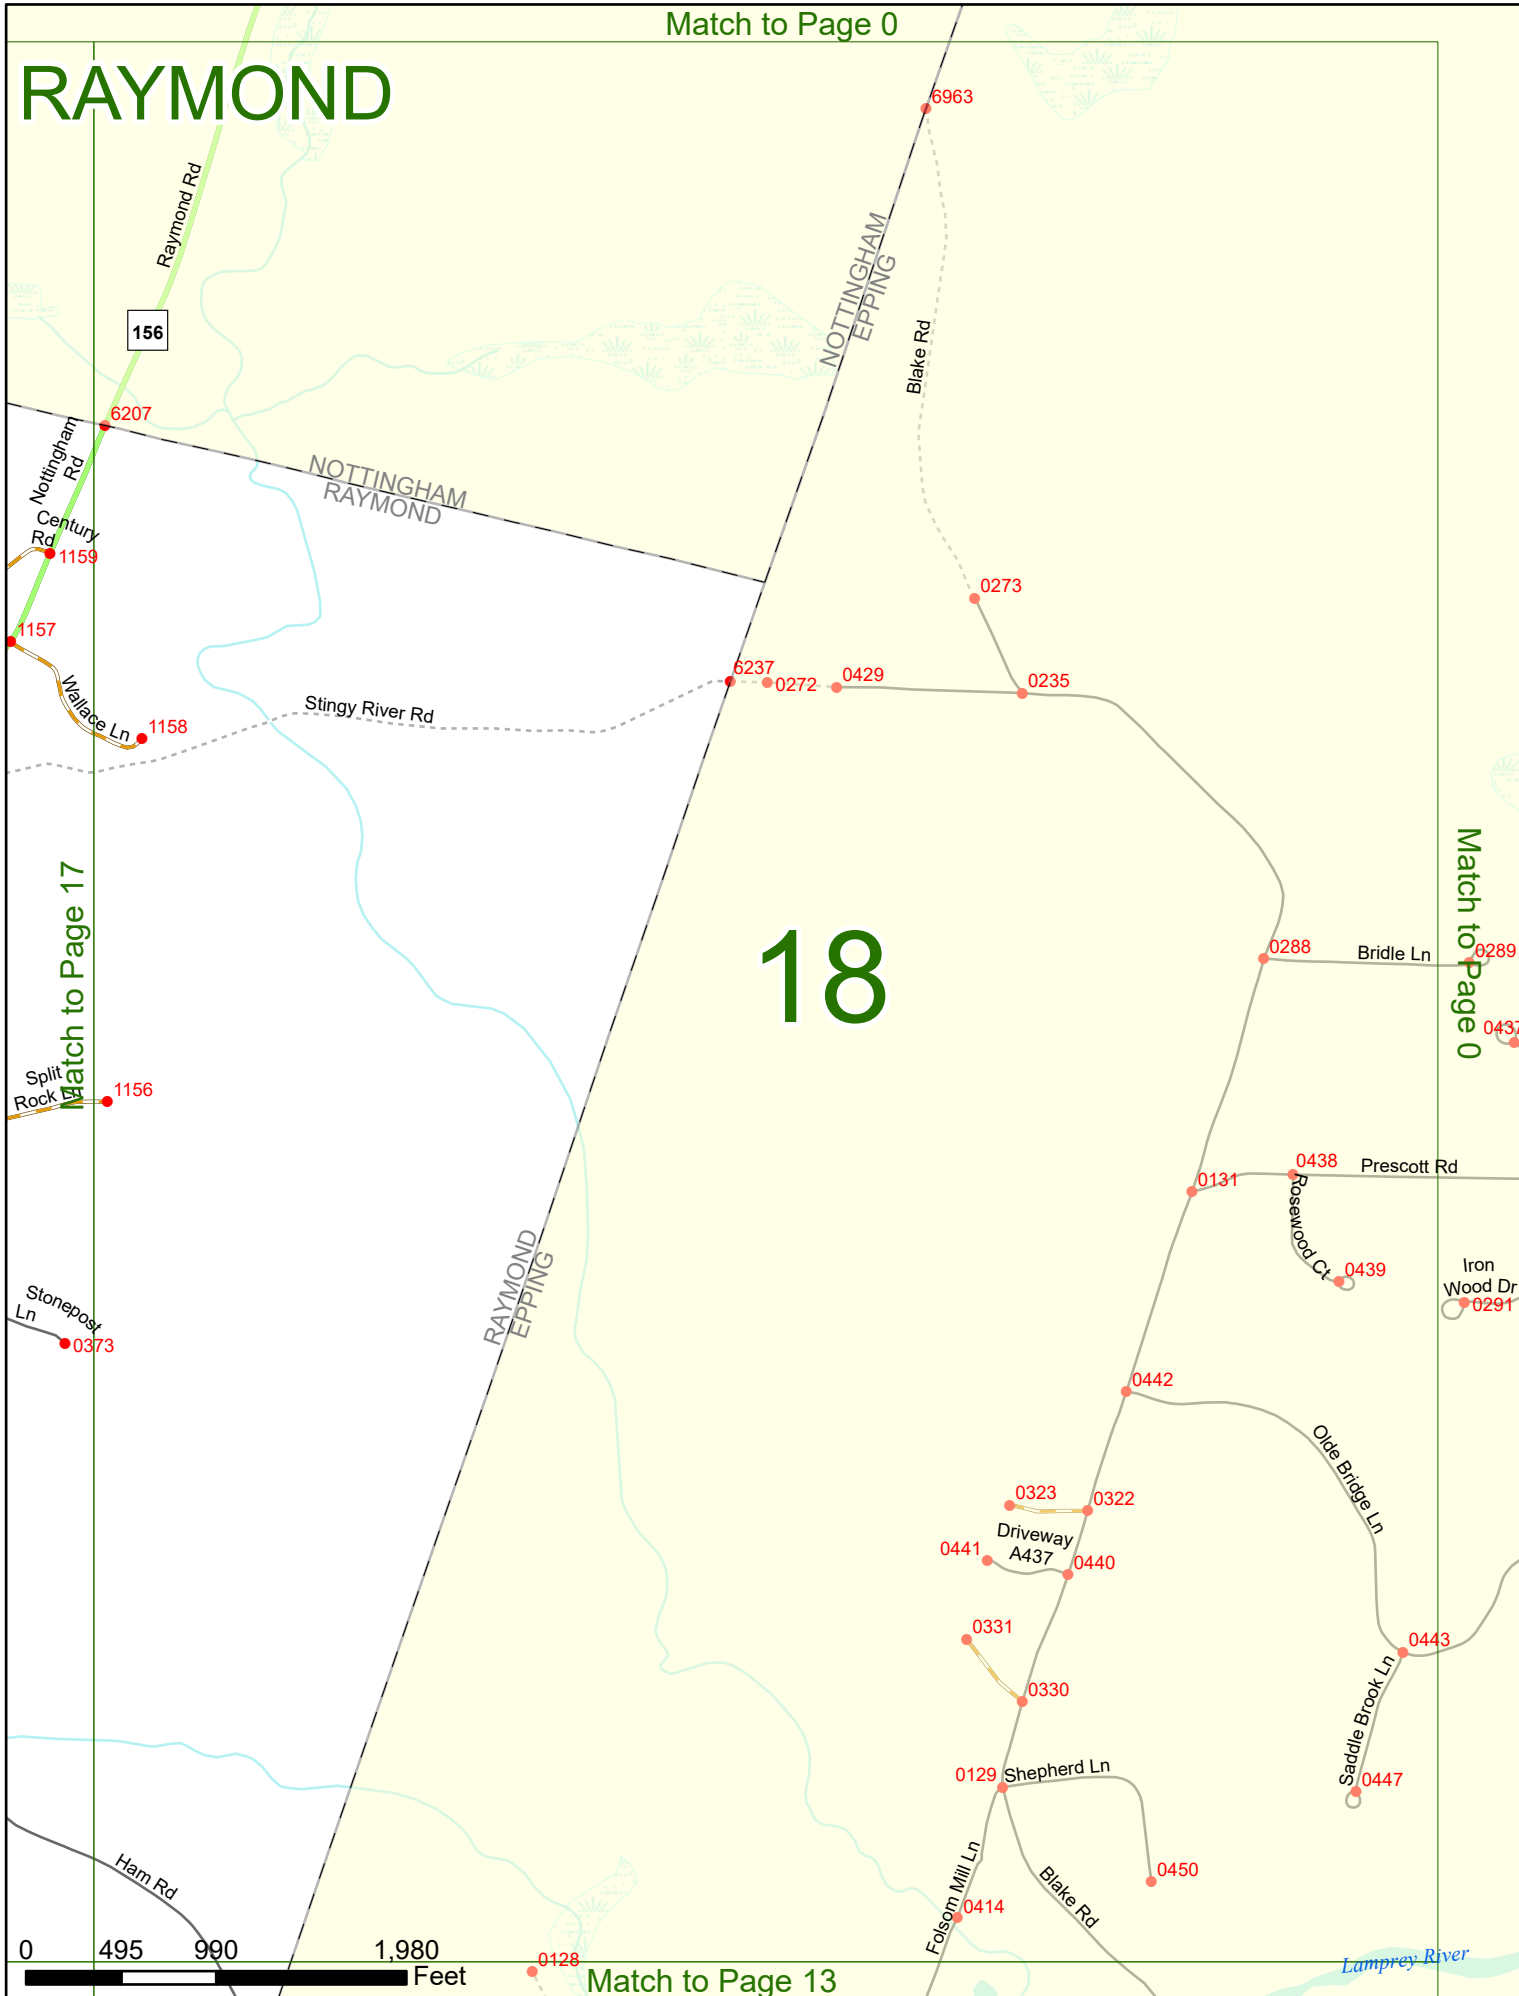 Match to Page 0
RAYMOND
6963
Raymond Rd
NOTTINGHAM
EPPING
156
Blake Rd
6207
Nottingham
Rd
NOTTINGHAM
RAYMOND
Century
Rd
1159
0273
1157
6237
0272
0429
0235
Wallace Ln
1158
Stingy River Rd
Match to Page 17
Match to Page 0
18
0288
Bridle Ln
0289
0437
Split
Rock Ln
1156
0131
0438
Prescott Rd
Rosewood Ct
0439
Iron
Wood Dr
0291
RAYMOND
EPPING
Stonepost
Ln
0373
0442
Olde Bridge Ln
0323
0322
Driveway
A437
0441
0440
0331
0443
0330
Saddle Brook Ln
0129
Shepherd Ln
0447
Ham Rd
Folsom Mill Ln
Blake Rd
0450
0414
0 495 990 1,980
Feet
0128
Match to Page 13
Lamprey River